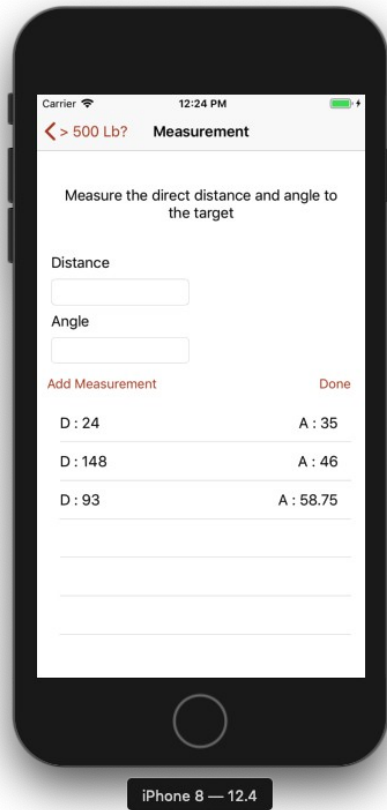 Carrier 12:24 PM
> 500 Lb? Measurement
Measure the direct distance and angle to
the target
Distance
Angle
Add Measurement Done
D : 24 A : 35
D : 148 A : 46
D : 93 A : 58.75
iPhone 8 — 12.4